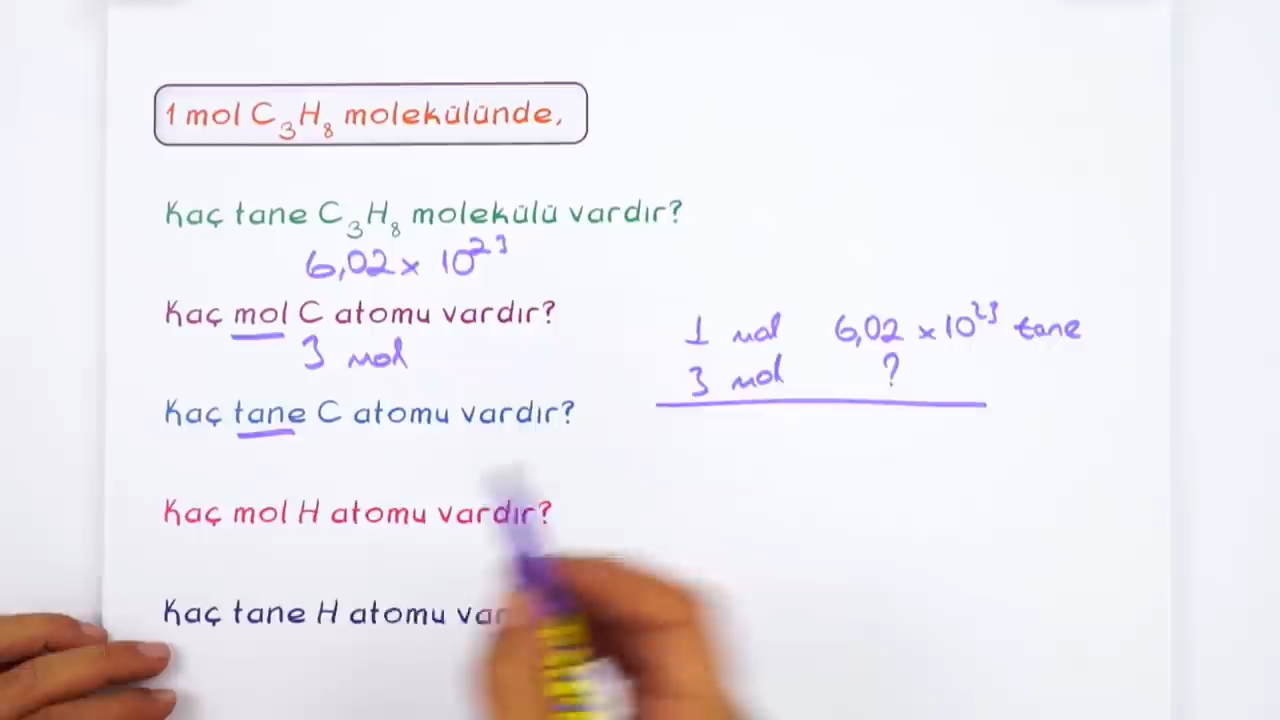 1 mol C₃H₈ molekülünde,
Kaç tane C₃H₈ molekülü vardır?
6,02 x 10²³
Kaç mol C atomu vardır?
3 mol
1 mol 6,02 x 10²³ tane
3 mol ?
Kaç tane C atomu vardır?
Kaç mol H atomu vardır?
Kaç tane H atomu